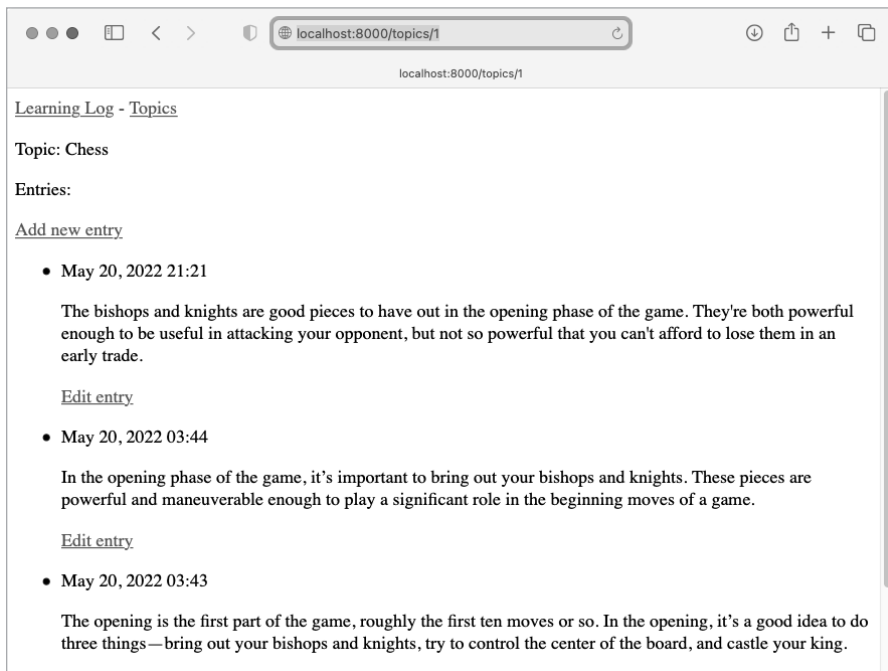 localhost:8000/topics/1
localhost:8000/topics/1
Learning Log - Topics
Topic: Chess
Entries:
Add new entry
• May 20, 2022 21:21
The bishops and knights are good pieces to have out in the opening phase of the game. They're both powerful
enough to be useful in attacking your opponent, but not so powerful that you can't afford to lose them in an
early trade.
Edit entry
• May 20, 2022 03:44
In the opening phase of the game, it’s important to bring out your bishops and knights. These pieces are
powerful and maneuverable enough to play a significant role in the beginning moves of a game.
Edit entry
• May 20, 2022 03:43
The opening is the first part of the game, roughly the first ten moves or so. In the opening, it’s a good idea to do
three things—bring out your bishops and knights, try to control the center of the board, and castle your king.